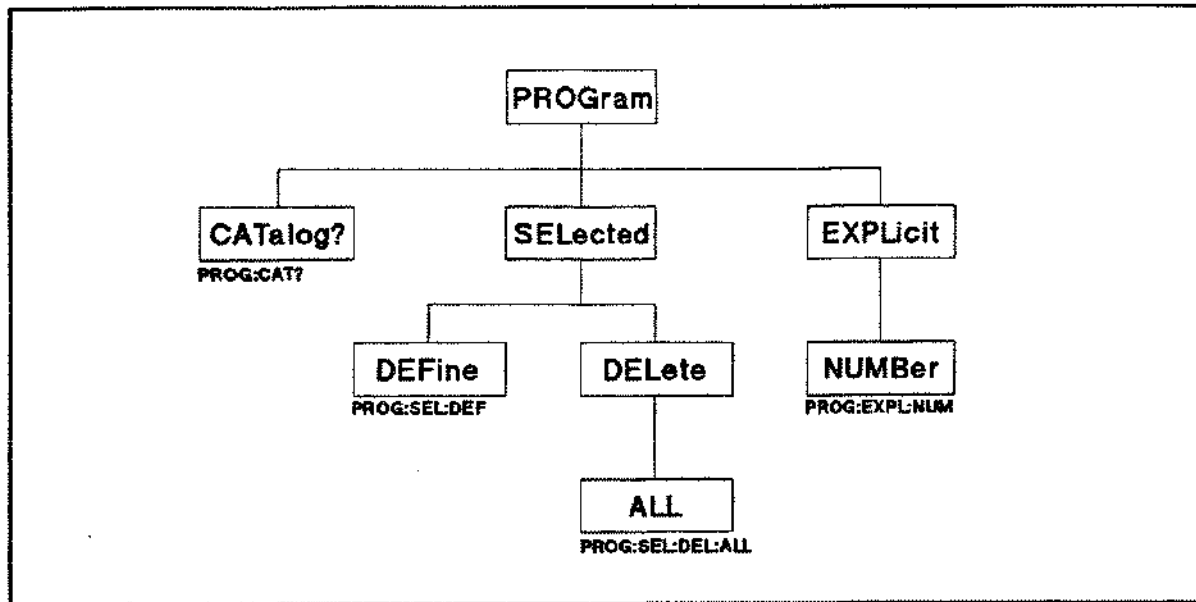 PROGram
CATalog?
SELected
EXPLicit
PROG:CAT?
DEFine
DELete
NUMBer
PROG:SEL:DEF
PROG:EXPL:NUM
ALL
PROG:SEL:DEL:ALL